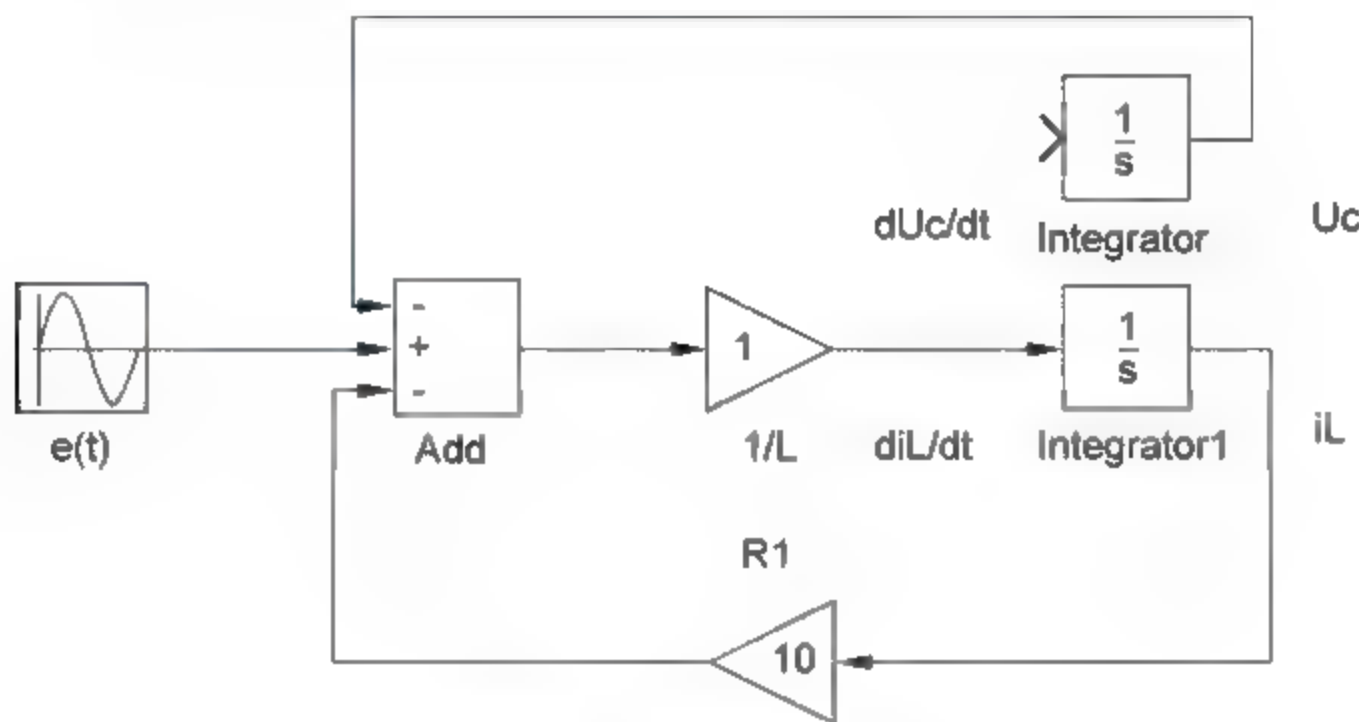 1
s
dUc/dt
Integrator
Uc
-
+
-
1
1
s
e(t)
Add
1/L
diL/dt
Integrator1
iL
R1
10